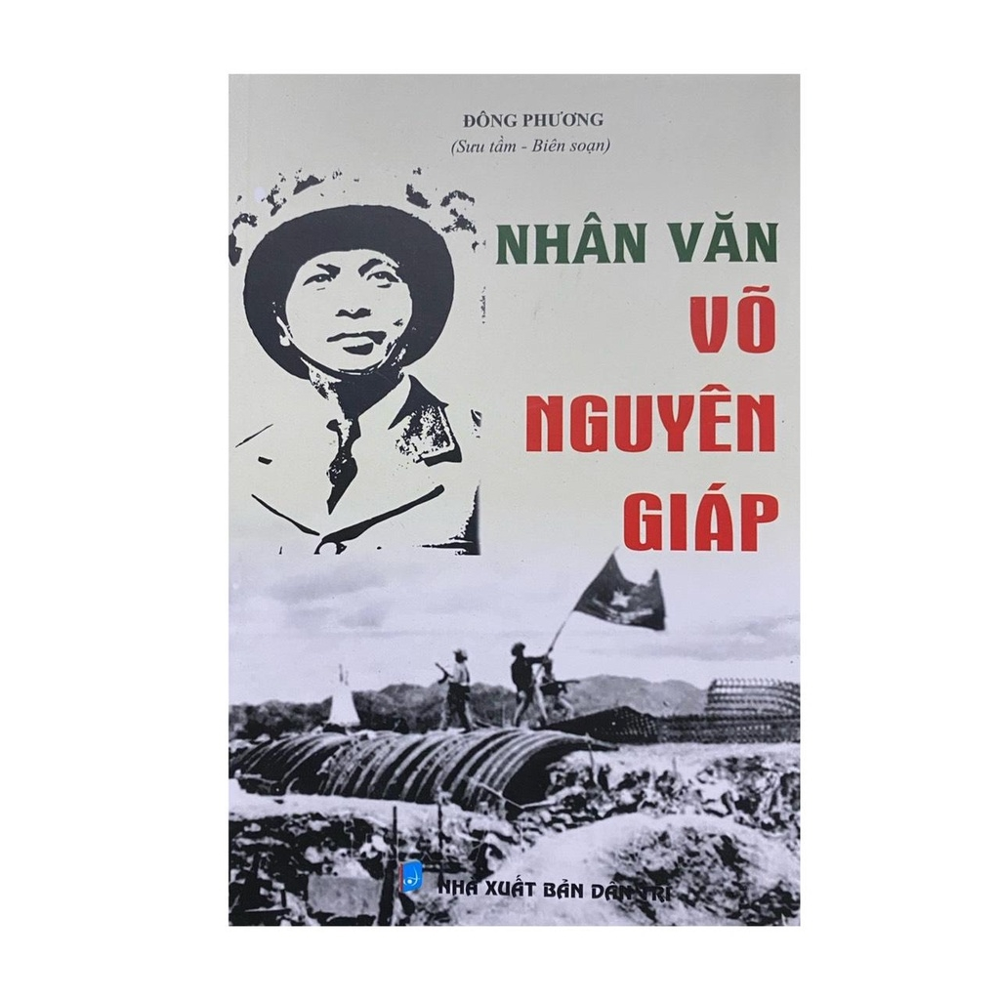 ĐÔNG PHƯƠNG
(Sưu tầm - Biên soạn)
NHÂN VĂN
VÕ
NGUYÊN
GIÁP
NHÀ XUẤT BẢN DÂN TRÍ